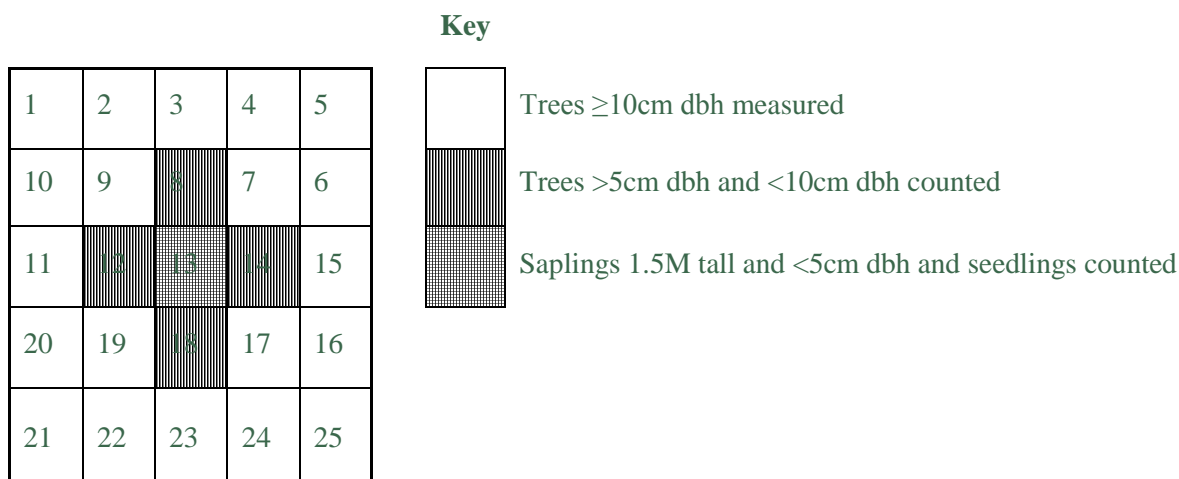 Key
1 2 3 4 5 Trees ≥10cm dbh measured
10 9 8 7 6 Trees >5cm dbh and <10cm dbh counted
11 12 13 14 15 Saplings 1.5M tall and <5cm dbh and seedlings counted
20 19 18 17 16
21 22 23 24 25